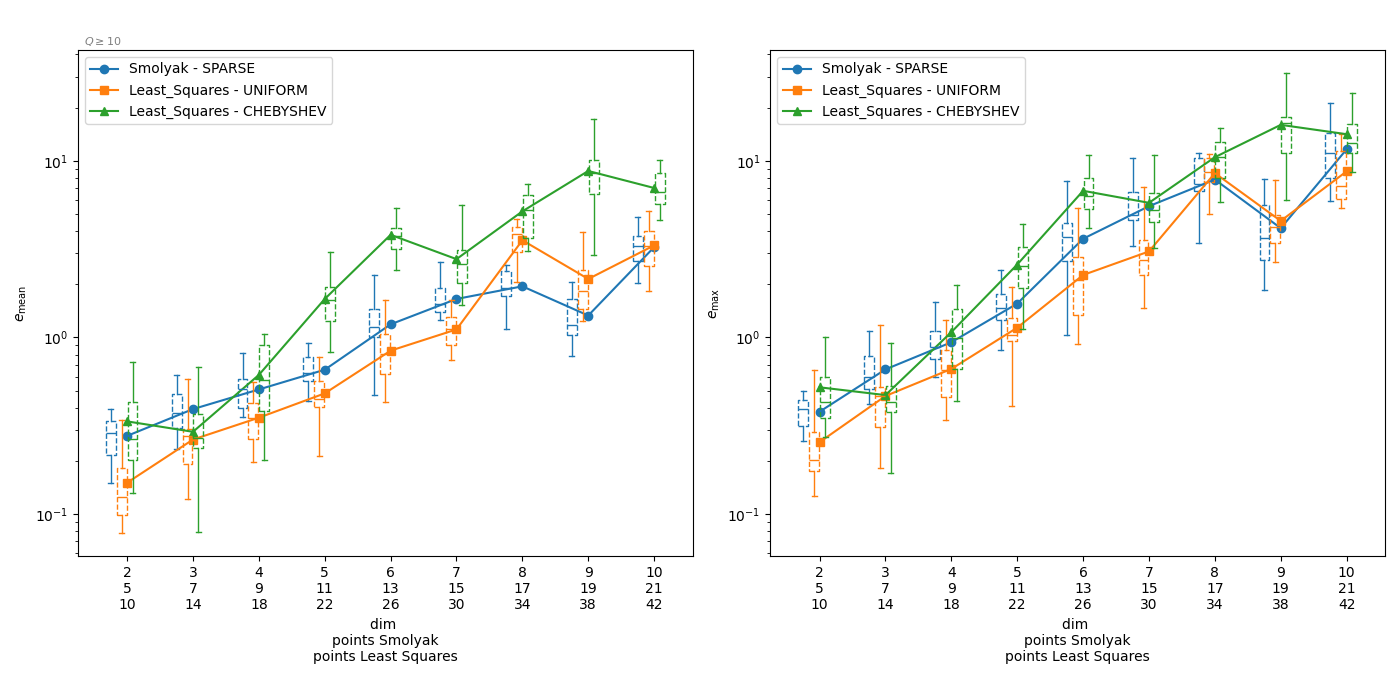 Q ≥ 10
Smolyak - SPARSE
Least_Squares - UNIFORM
Least_Squares - CHEBYSHEV
10¹
10⁰
10⁻¹
e_mean
2 3 4 5 6 7 8 9 10
5 7 9 11 13 15 17 19 21
10 14 18 22 26 30 34 38 42
dim
points Smolyak
points Least Squares
Smolyak - SPARSE
Least_Squares - UNIFORM
Least_Squares - CHEBYSHEV
10¹
10⁰
10⁻¹
e_max
2 3 4 5 6 7 8 9 10
5 7 9 11 13 15 17 19 21
10 14 18 22 26 30 34 38 42
dim
points Smolyak
points Least Squares